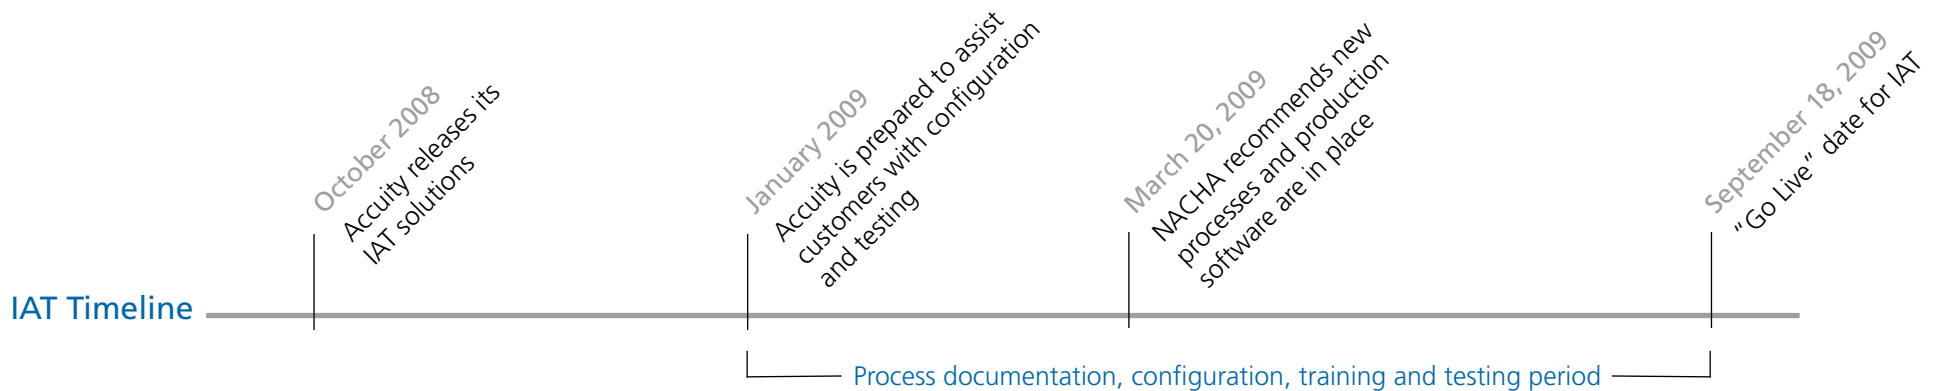 October 2008
Accuity releases its
IAT solutions
January 2009
Accuity is prepared to assist
customers with configuration
and testing
March 20, 2009
NACHA recommends new
processes and production
software are in place
September 18, 2009
"Go Live" date for IAT
IAT Timeline
Process documentation, configuration, training and testing period